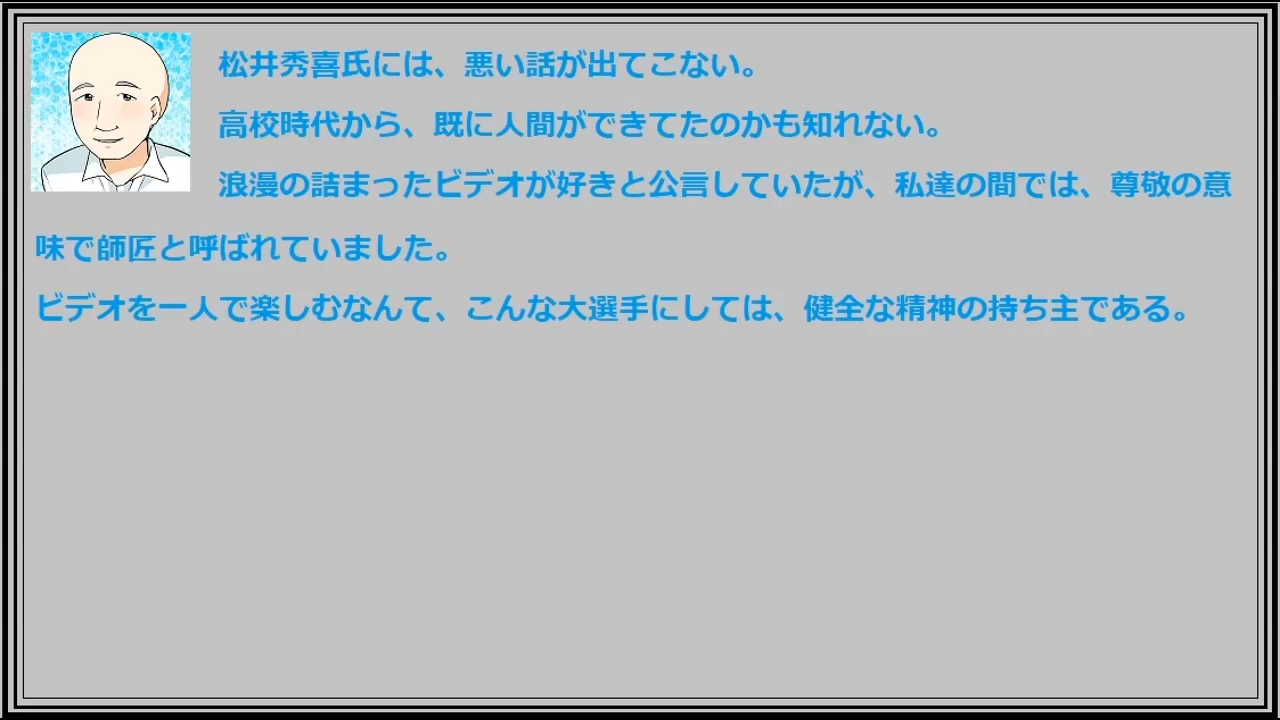 松井秀喜氏には、悪い話が出てこない。
高校時代から、既に人間ができてたのかも知れない。
浪漫の詰まったビデオが好きと公言していたが、私達の間では、尊敬の意
味で師匠と呼ばれていました。
ビデオを一人で楽しむなんて、こんな大選手にしては、健全な精神の持ち主である。